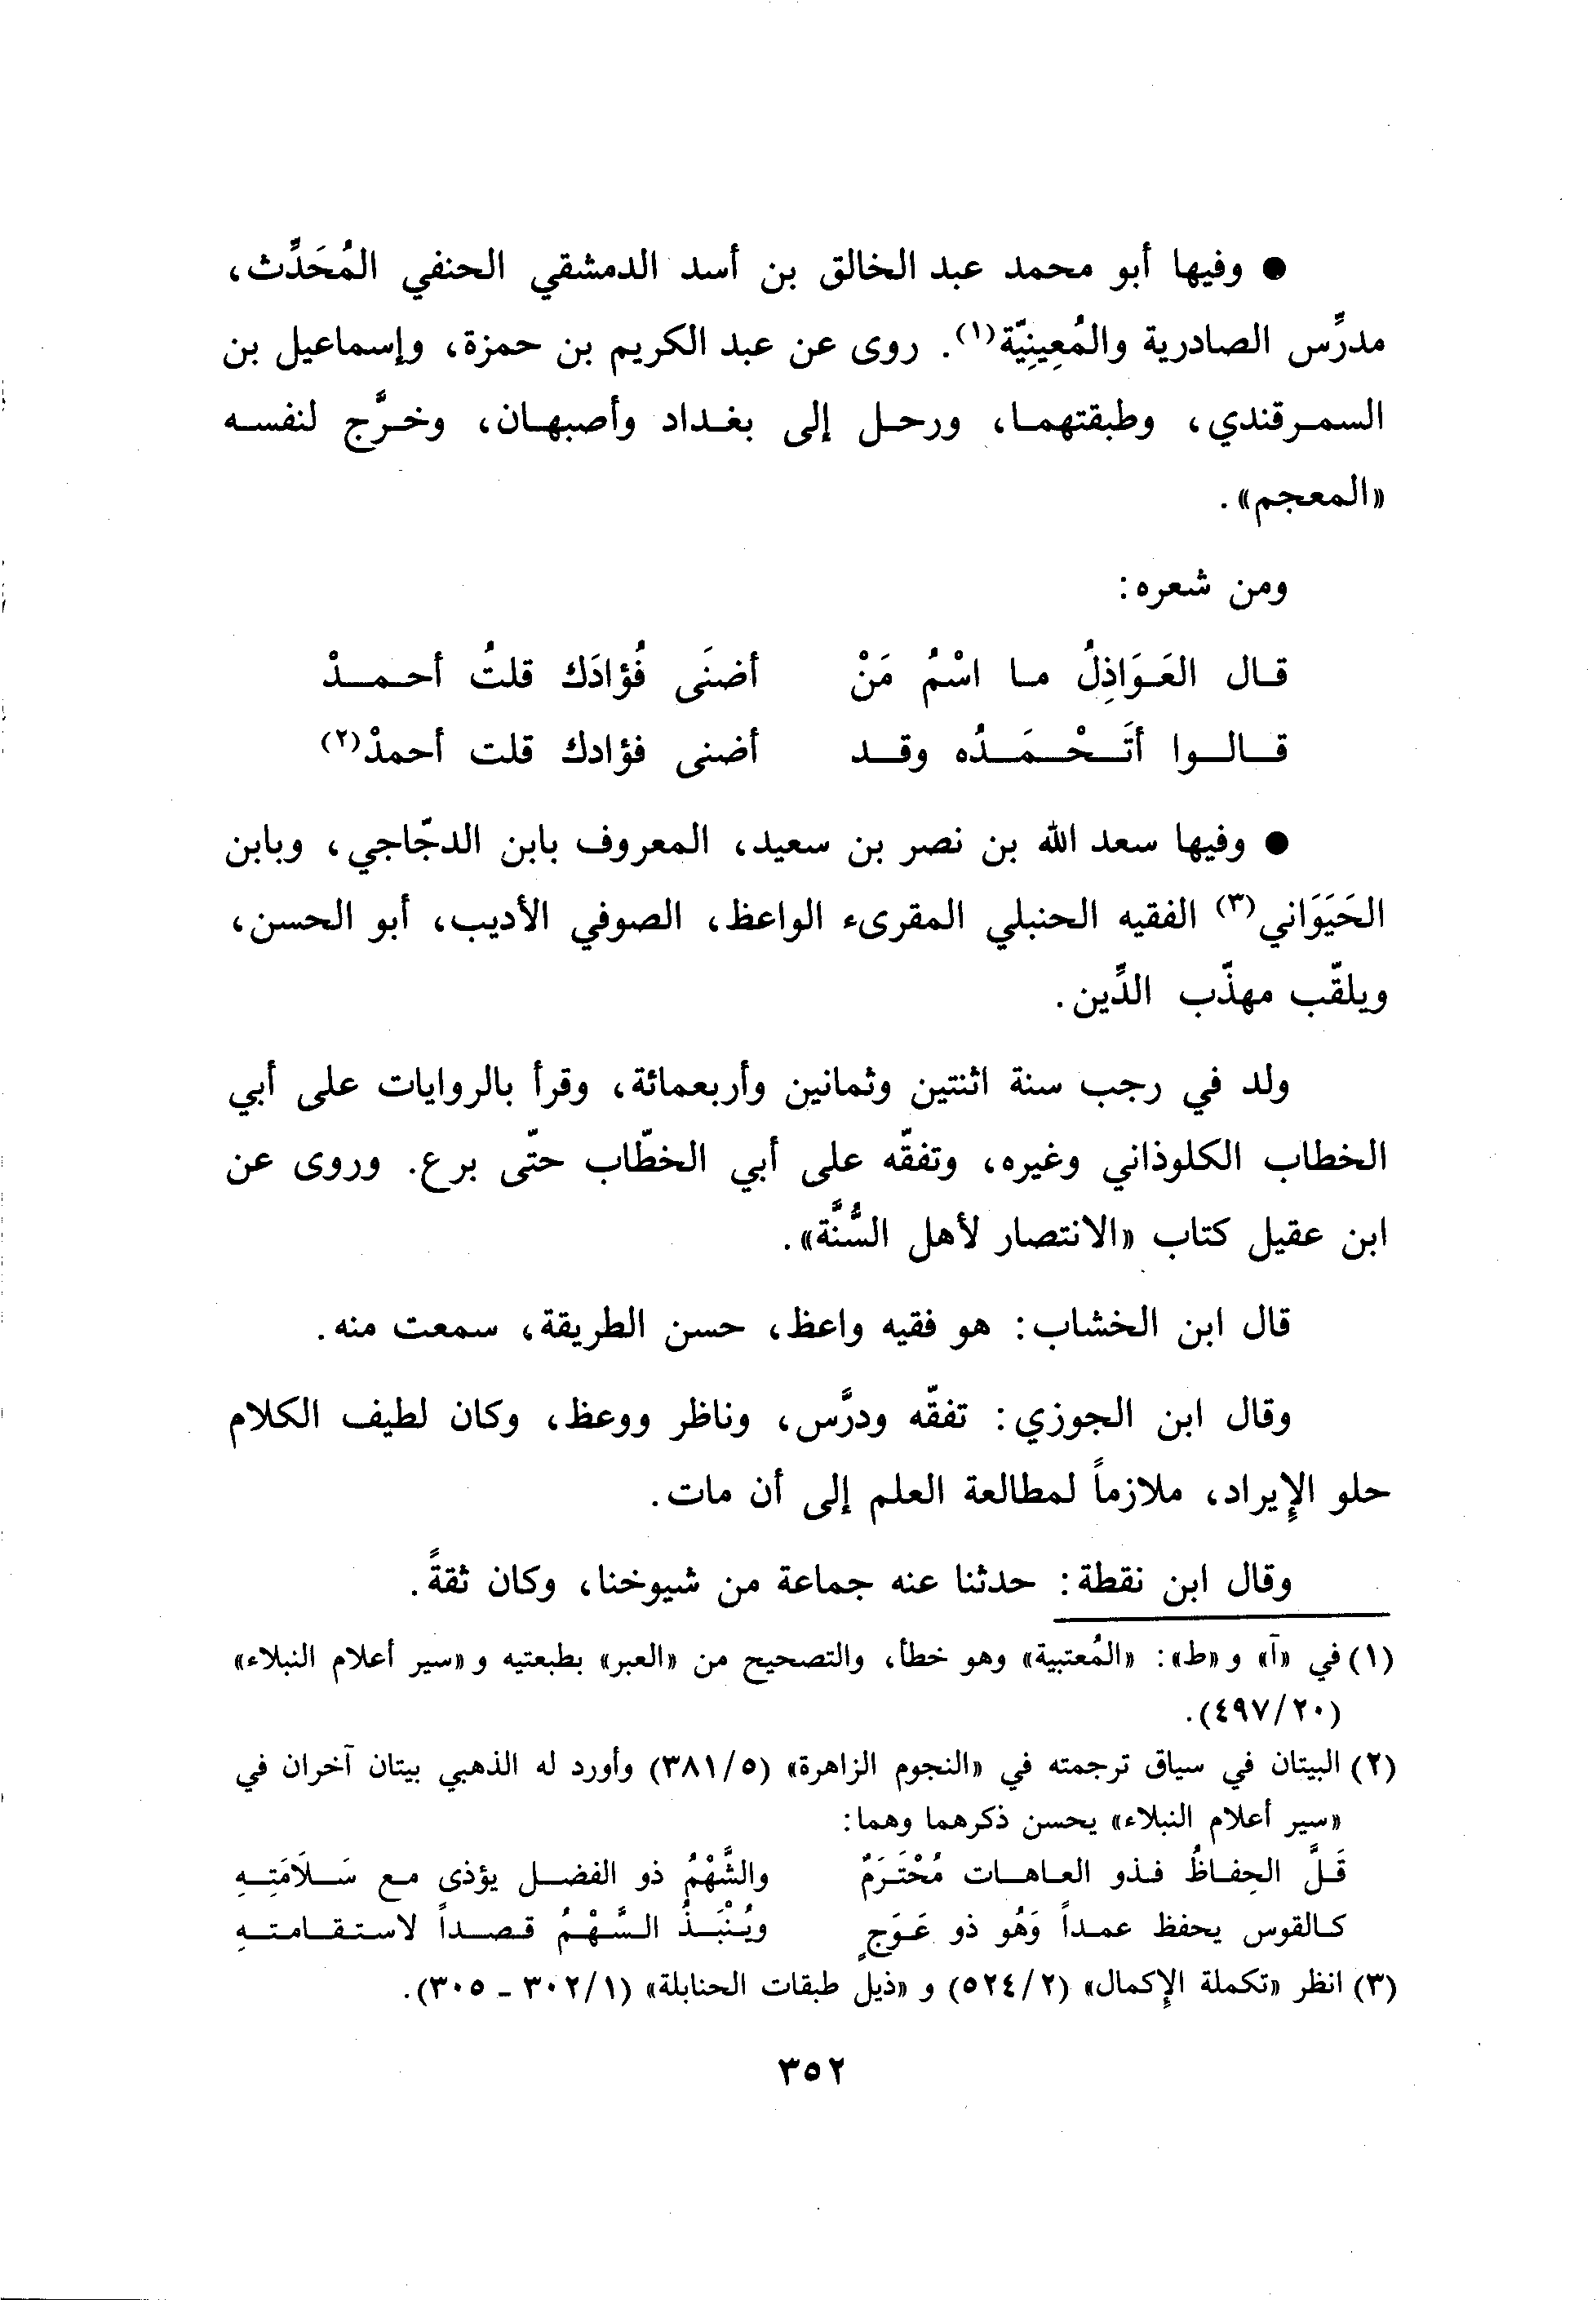 ● وفيها أبو محمد عبد الخالق بن أسد الدمشقي الحنفي المُحَدِّث،
مدرِّس الصادرية والمُعِينِيّة(١). روى عن عبد الكريم بن حمزة، وإسماعيل بن
السمرقندي، وطبقتهما، ورحل إلى بغداد وأصبهان، وخرَّج لنفسه
«المعجم».
ومن شعره:
قال العَوَاذِلُ ما اسْمُ مَنْ أضنَى فُؤادَك قلتُ أحمدْ
قالوا أتَحْمَدُه وقد أضنى فؤادك قلت أحمدْ(٢)
● وفيها سعد الله بن نصر بن سعيد، المعروف بابن الدجّاجي، وبابن
الحَيَوَاني(٣) الفقيه الحنبلي المقرىء الواعظ، الصوفي الأديب، أبو الحسن،
ويلقّب مهذّب الدِّين.
ولد في رجب سنة اثنتين وثمانين وأربعمائة، وقرأ بالروايات على أبي
الخطاب الكلوذاني وغيره، وتفقّه على أبي الخطّاب حتّى برع. وروى عن
ابن عقيل كتاب «الانتصار لأهل السُّنَّة».
قال ابن الخشاب: هو فقيه واعظ، حسن الطريقة، سمعت منه.
وقال ابن الجوزي: تفقّه ودرَّس، وناظر ووعظ، وكان لطيف الكلام
حلو الإيراد، ملازماً لمطالعة العلم إلى أن مات.
وقال ابن نقطة: حدثنا عنه جماعة من شيوخنا، وكان ثقةً.
(١) في «آ» و«ط»: «المُعتبية» وهو خطأ، والتصحيح من «العبر» بطبعتيه و«سير أعلام النبلاء»
(٢٠/٤٩٧).
(٢) البيتان في سياق ترجمته في «النجوم الزاهرة» (٥/٣٨١) وأورد له الذهبي بيتان آخران في
«سير أعلام النبلاء» يحسن ذكرهما وهما:
قَلَّ الحِفاظُ فذو العاهات مُحْتَرَمٌ والشَّهْمُ ذو الفضل يؤذى مع سَلَامَتِهِ
كالقوس يحفظ عمداً وَهُو ذو عَوَجٍ ويُنْبَذُ السَّهْمُ قصداً لاستقامتهِ
(٣) انظر «تكملة الإكمال» (٢/٥٢٤) و «ذيل طبقات الحنابلة» (١/٣٠٢ - ٣٠٥).
٣٥٢